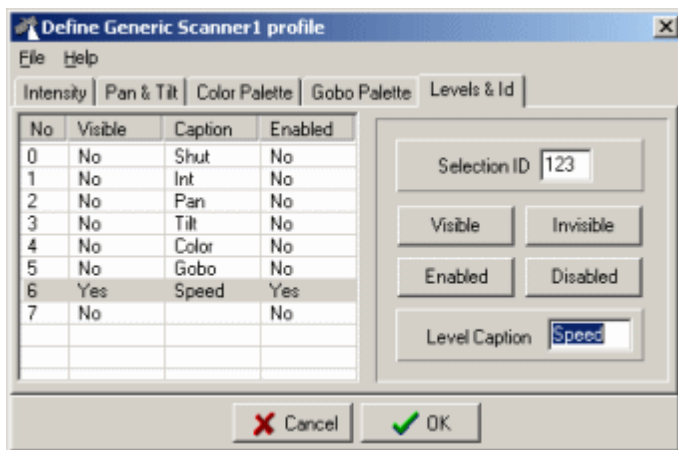 Define Generic Scanner1 profile
File Help
Intensity Pan & Tilt Color Palette Gobo Palette Levels & Id
No Visible Caption Enabled
0 No Shut No
1 No Int No
2 No Pan No
3 No Tilt No
4 No Color No
5 No Gobo No
6 Yes Speed Yes
7 No No
Selection ID 123
Visible Invisible
Enabled Disabled
Level Caption Speed
Cancel OK